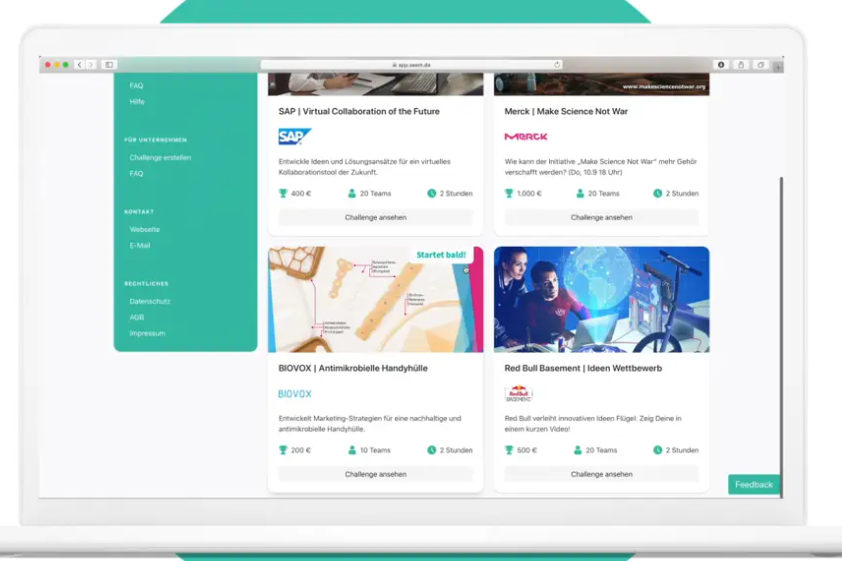 app.seerh.de
FAQ
Hilfe
FÜR UNTERNEHMEN
Challenge erstellen
FAQ
KONTAKT
Webseite
E-Mail
RECHTLICHES
Datenschutz
AGB
Impressum
SAP | Virtual Collaboration of the Future
SAP
Entwickle Ideen und Lösungsansätze für ein virtuelles
Kollaborationstool der Zukunft.
400 €
20 Teams
2 Stunden
Challenge ansehen
www.makesciencenotwar.org
Merck | Make Science Not War
MERCK
Wie kann der Initiative „Make Science Not War“ mehr Gehör
verschafft werden? (Do, 10.9 18 Uhr)
1.000 €
20 Teams
2 Stunden
Challenge ansehen
Startet bald!
BIOVOX | Antimikrobielle Handyhülle
BIOVOX
Entwickelt Marketing-Strategien für eine nachhaltige und
antimikrobielle Handyhülle.
200 €
10 Teams
2 Stunden
Challenge ansehen
Red Bull Basement | Ideen Wettbewerb
Red Bull
BASEMENT
Red Bull verleiht innovativen Ideen Flügel: Zeig Deine in
einem kurzen Video!
500 €
20 Teams
2 Stunden
Challenge ansehen
Feedback